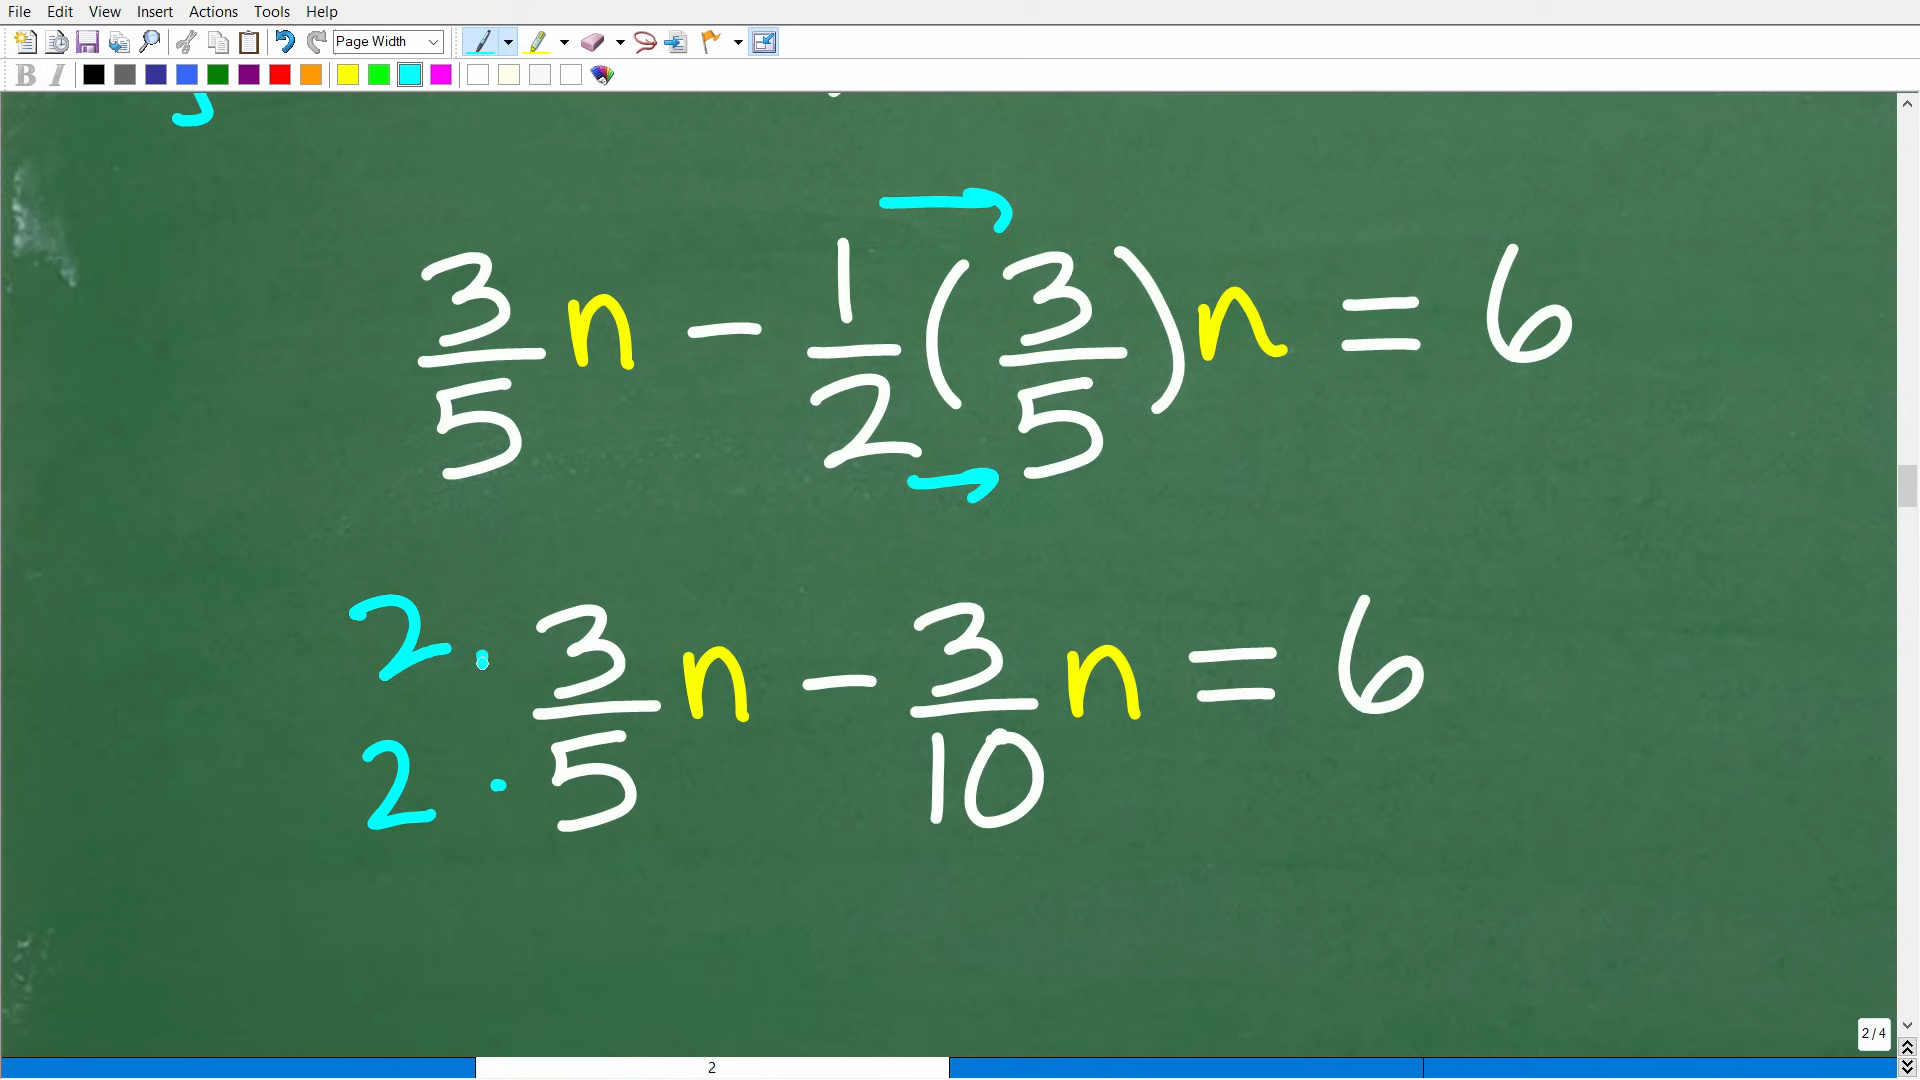 File Edit View Insert Actions Tools Help
Page Width
B I
3/5 n - 1/2 (3/5) n = 6
2 · 3/5 n - 3/10 n = 6
2 ·
2 / 4
2